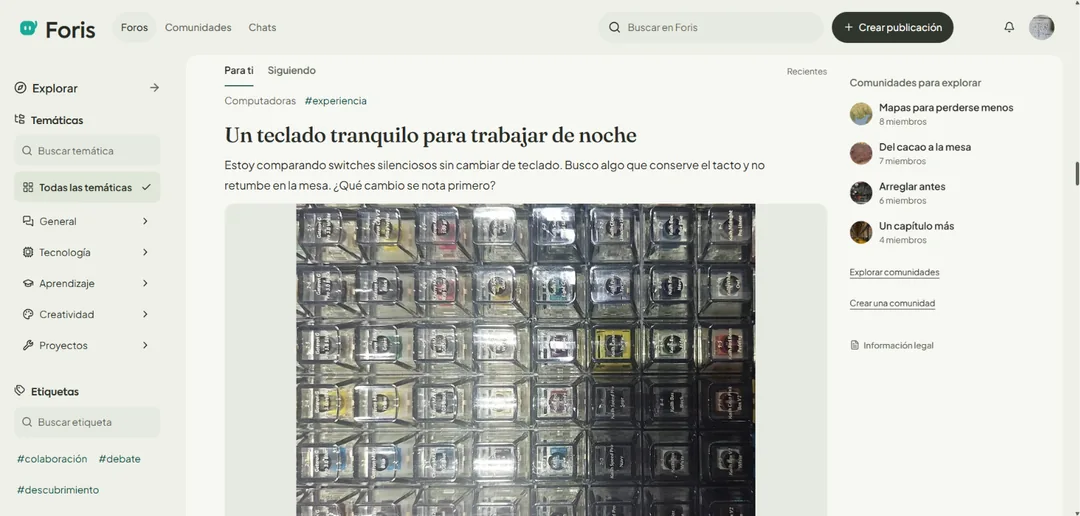 Foris
Foros
Comunidades
Chats
Buscar en Foris
+ Crear publicación
Explorar
Temáticas
Buscar temática
Todas las temáticas
General
Tecnología
Aprendizaje
Creatividad
Proyectos
Etiquetas
Buscar etiqueta
#colaboración #debate
#descubrimiento
Para ti
Siguiendo
Recientes
Computadoras #experiencia
Un teclado tranquilo para trabajar de noche
Estoy comparando switches silenciosos sin cambiar de teclado. Busco algo que conserve el tacto y no
retumbe en la mesa. ¿Qué cambio se nota primero?
Comunidades para explorar
Mapas para perderse menos
8 miembros
Del cacao a la mesa
7 miembros
Arreglar antes
6 miembros
Un capítulo más
4 miembros
Explorar comunidades
Crear una comunidad
Información legal